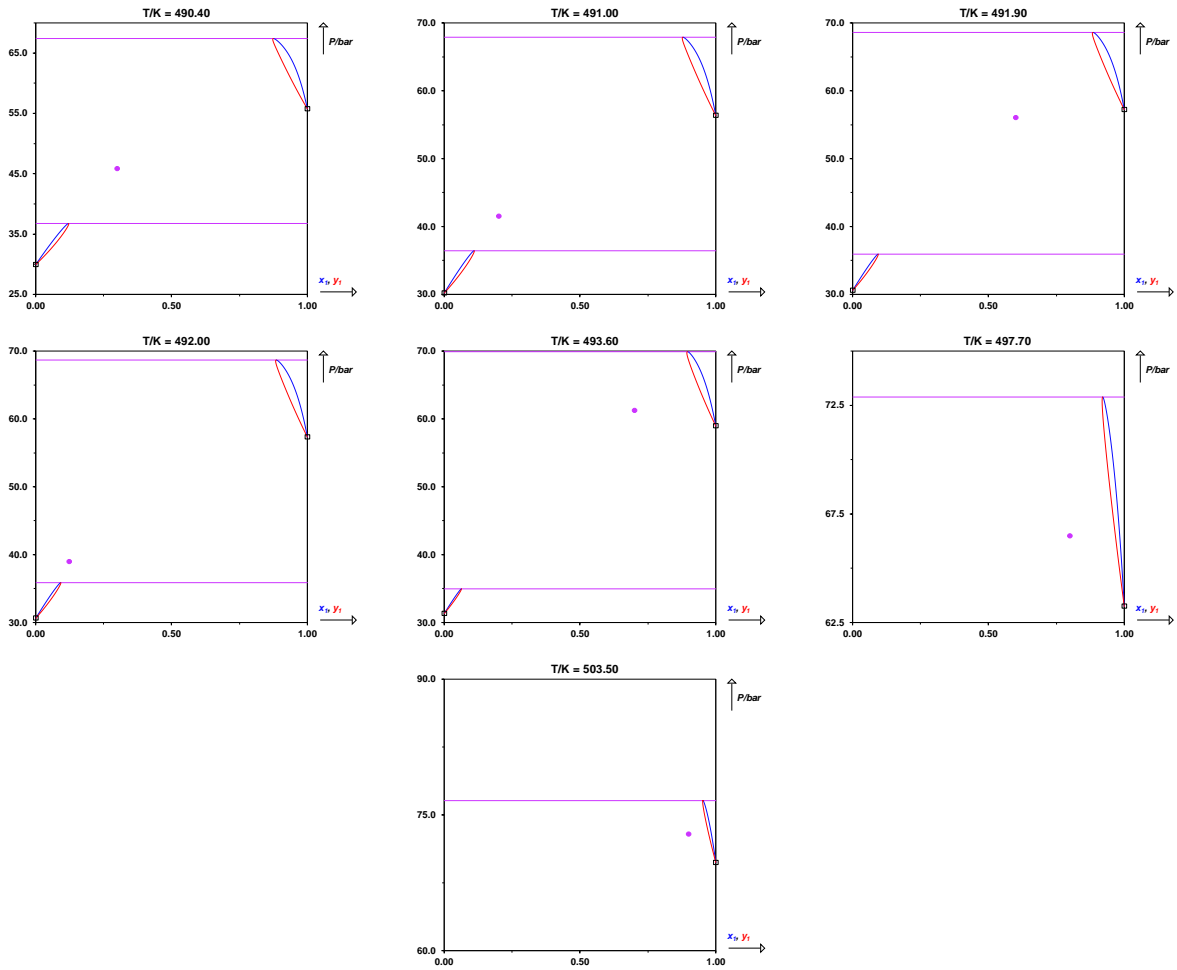 T/K = 490.40
P/bar
65.0
55.0
45.0
35.0
25.0
x₁, y₁
0.00 0.50 1.00
T/K = 491.00
P/bar
70.0
60.0
50.0
40.0
30.0
x₁, y₁
0.00 0.50 1.00
T/K = 491.90
P/bar
70.0
60.0
50.0
40.0
30.0
x₁, y₁
0.00 0.50 1.00
T/K = 492.00
P/bar
70.0
60.0
50.0
40.0
30.0
x₁, y₁
0.00 0.50 1.00
T/K = 493.60
P/bar
70.0
60.0
50.0
40.0
30.0
x₁, y₁
0.00 0.50 1.00
T/K = 497.70
P/bar
72.5
67.5
62.5
x₁, y₁
0.00 0.50 1.00
T/K = 503.50
P/bar
90.0
75.0
60.0
x₁, y₁
0.00 0.50 1.00